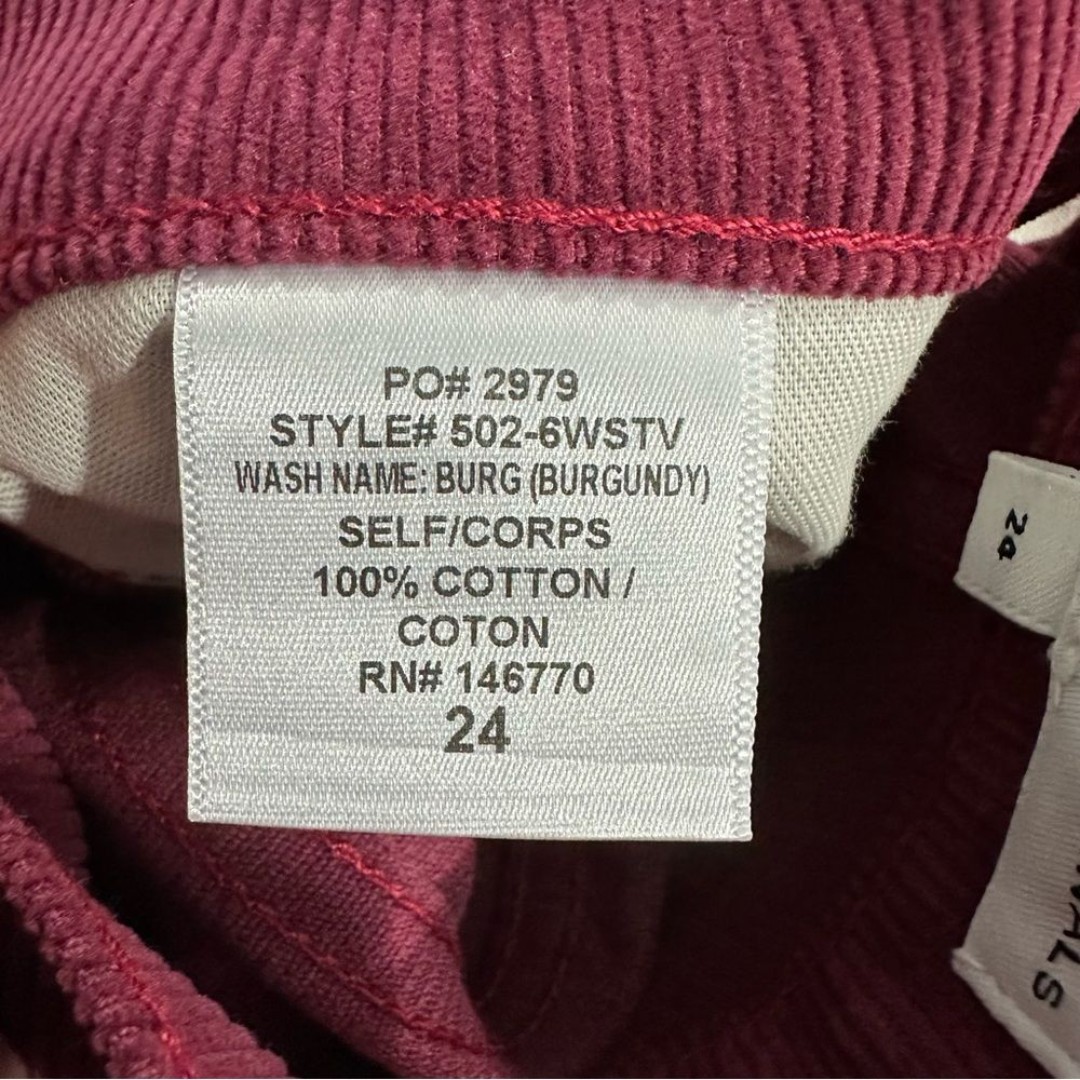 PO# 2979
STYLE# 502-6WSTV
WASH NAME: BURG (BURGUNDY)
SELF/CORPS
100% COTTON /
COTON
RN# 146770
24
24